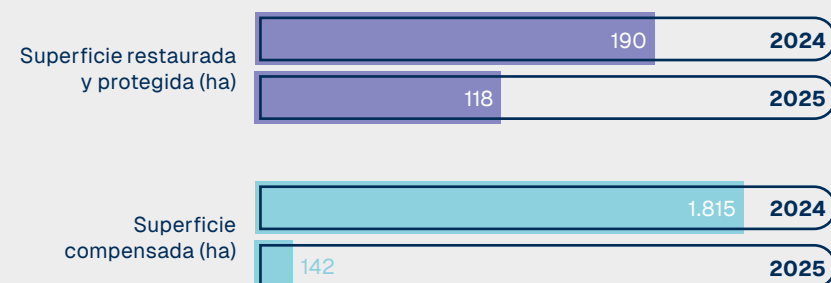 Superficie restaurada
y protegida (ha)
190
2024
118
2025
Superficie
compensada (ha)
1.815
2024
142
2025